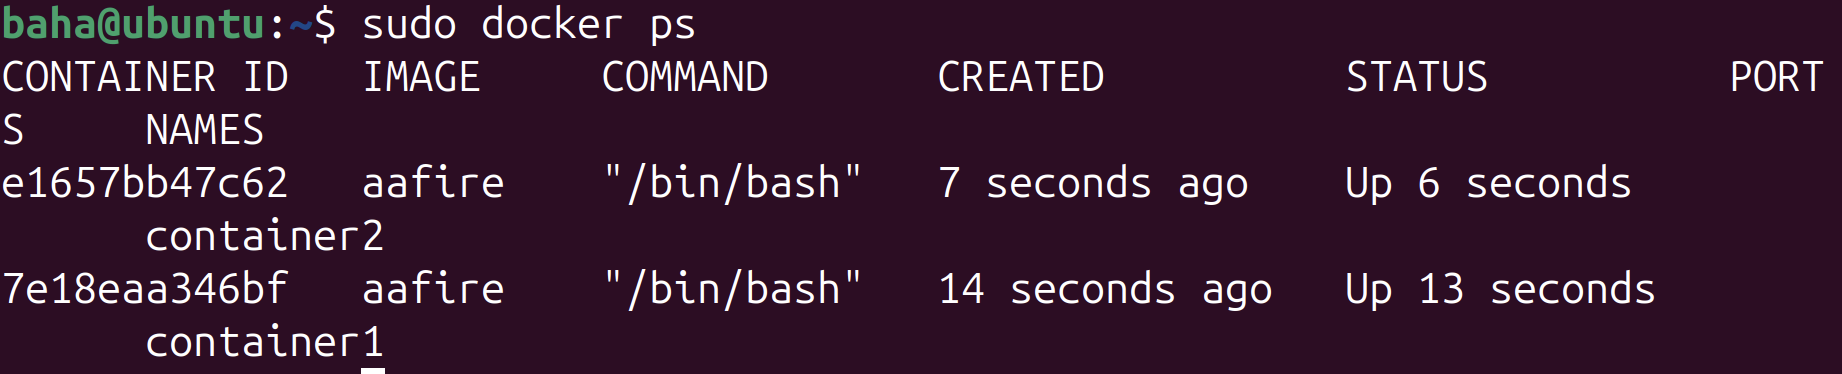 baha@ubuntu:~$ sudo docker ps
CONTAINER ID   IMAGE     COMMAND       CREATED          STATUS          PORT
S     NAMES
e1657bb47c62   aafire    "/bin/bash"   7 seconds ago    Up 6 seconds
      container2
7e18eaa346bf   aafire    "/bin/bash"   14 seconds ago   Up 13 seconds
      container1